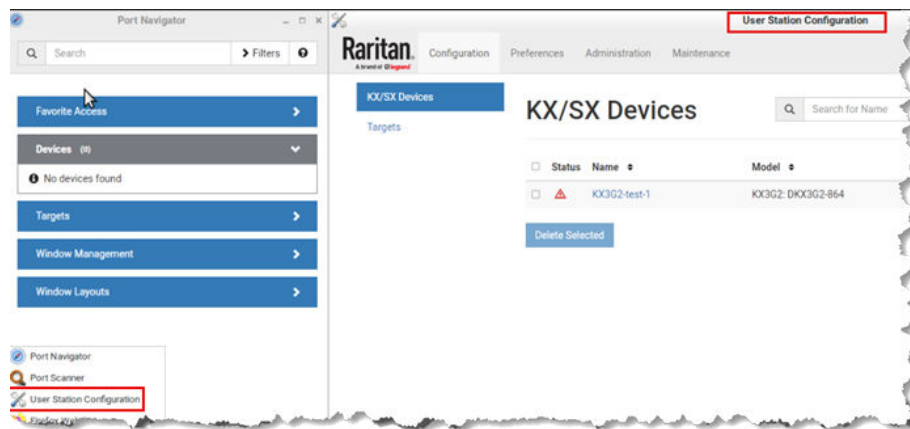 Port Navigator
Search
Filters
Favorite Access
Devices (0)
No devices found
Targets
Window Management
Window Layouts
Port Navigator
Port Scanner
User Station Configuration
User Station Configuration
Raritan.
A brand of legrand
Configuration Preferences Administration Maintenance
KX/SX Devices
Targets
KX/SX Devices
Search for Name
Status Name Model
KX3G2-test-1 KX3G2: DKX3G2-864
Delete Selected